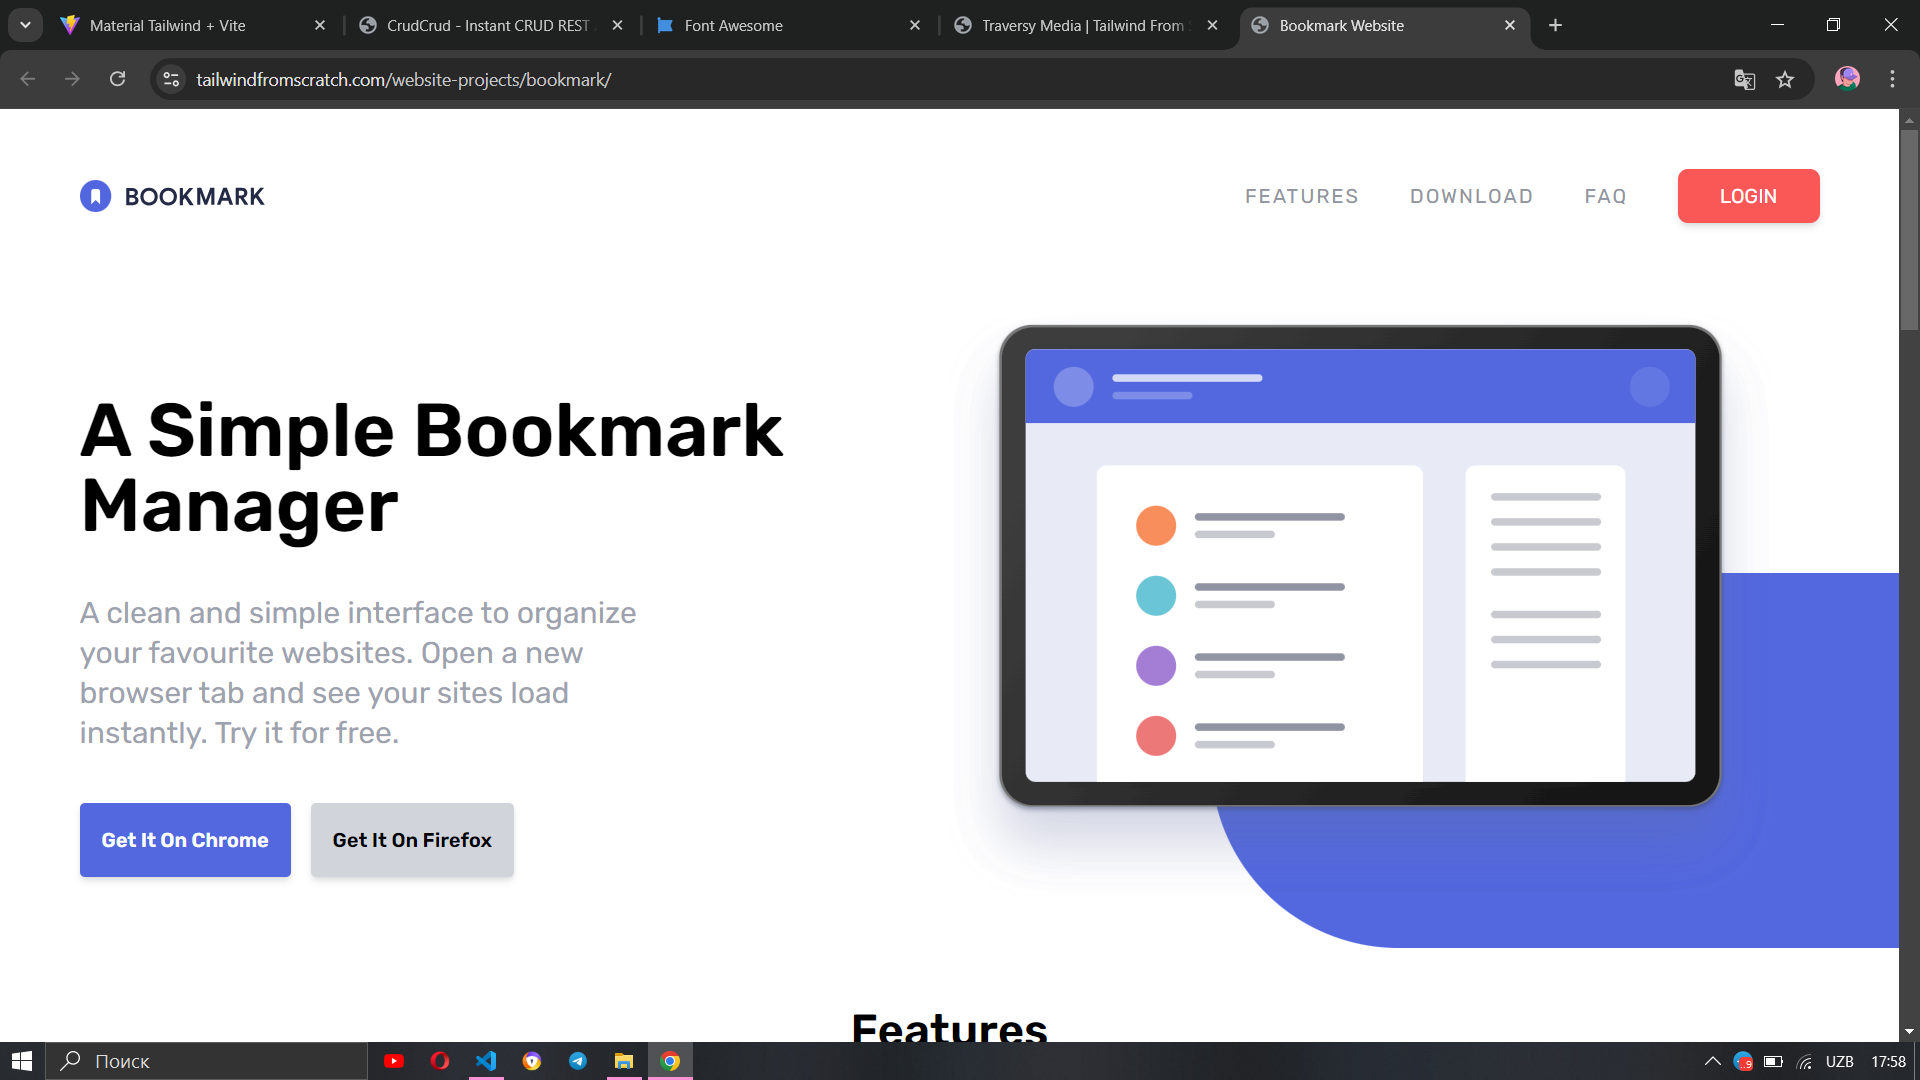 Material Tailwind + Vite
CrudCrud - Instant CRUD REST
Font Awesome
Traversy Media | Tailwind From
Bookmark Website
tailwindfromscratch.com/website-projects/bookmark/
BOOKMARK
FEATURES
DOWNLOAD
FAQ
LOGIN
A Simple Bookmark
Manager
A clean and simple interface to organize
your favourite websites. Open a new
browser tab and see your sites load
instantly. Try it for free.
Get It On Chrome
Get It On Firefox
Features
Поиск
UZB
17:58